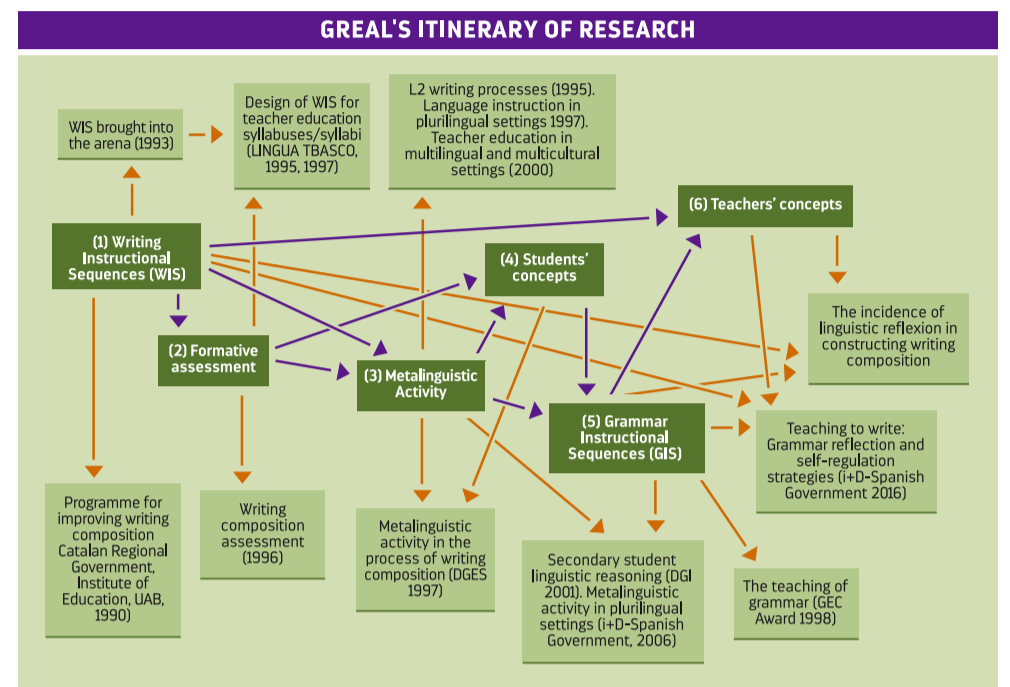 GREAL'S ITINERARY OF RESEARCH
WIS brought into
the arena (1993)
Design of WIS for
teacher education
syllabuses/syllabi
(LINGUA TBASCO,
1995, 1997)
L2 writing processes (1995).
Language instruction in
plurilingual settings 1997).
Teacher education in
multilingual and multicultural
settings (2000)
(6) Teachers' concepts
(1) Writing
Instructional
Sequences (WIS)
(4) Students'
concepts
The incidence of
linguistic reflexion in
constructing writing
composition
(2) Formative
assessment
(3) Metalinguistic
Activity
(5) Grammar
Instructional
Sequences (GIS)
Teaching to write:
Grammar reflection and
self-regulation
strategies (i+D-Spanish
Government 2016)
Programme for
improving writing
composition
Catalan Regional
Government,
Institute of
Education, UAB,
1990)
Writing
composition
assessment
(1996)
Metalinguistic
activity in the
process of writing
composition (DGES
1997)
Secondary student
linguistic reasoning (DGI
2001). Metalinguistic
activity in plurilingual
settings (i+D-Spanish
Government, 2006)
The teaching of
grammar (GEC
Award 1998)